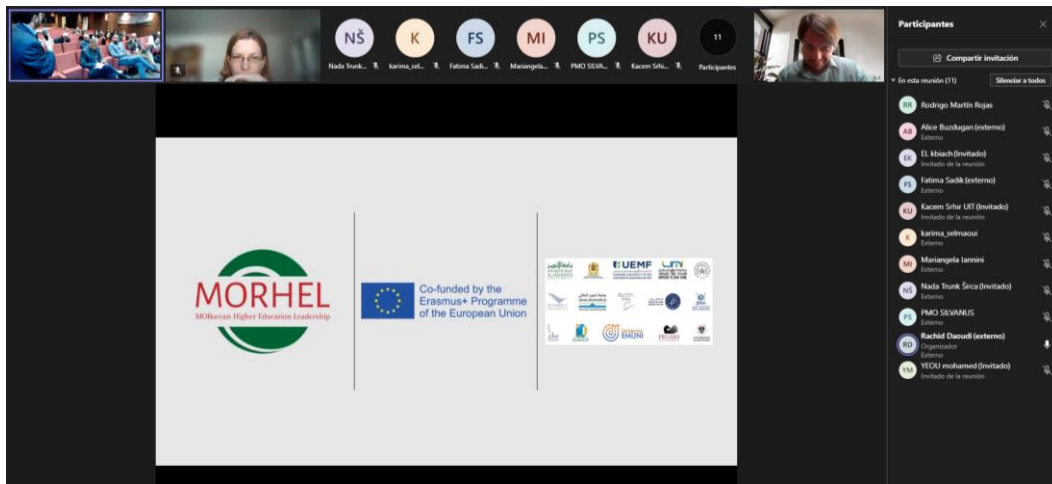 NŠ
K
FS
MI
PS
KU
11
Nada Trunk...
karima_sel...
Fatima Sadi...
Mariangela...
PMO SILVA...
Kacem Srhi...
Participantes
MORHEL
MORoccan Higher Education Leadership
Co-funded by the
Erasmus+ Programme
of the European Union
UEMF
EMUNI
PEGASO
Participantes
Compartir invitación
En esta reunión (11)
Silenciar a todos
RR
Rodrigo Martín Rojas
AB
Alice Buzdugan (externo)
Externo
EK
EL kbiach (Invitado)
Invitado de la reunión
FS
Fatima Sadik (externo)
Externo
KU
Kacem Srhir UIT (Invitado)
Invitado de la reunión
K
karima_selmaoui
Externo
MI
Mariangela Iannini
Externo
NŠ
Nada Trunk Širca (Invitado)
Externo
PS
PMO SILVANUS
Externo
RD
Rachid Daoudi (externo)
Organizador
Externo
YM
YEOU mohamed (Invitado)
Invitado de la reunión